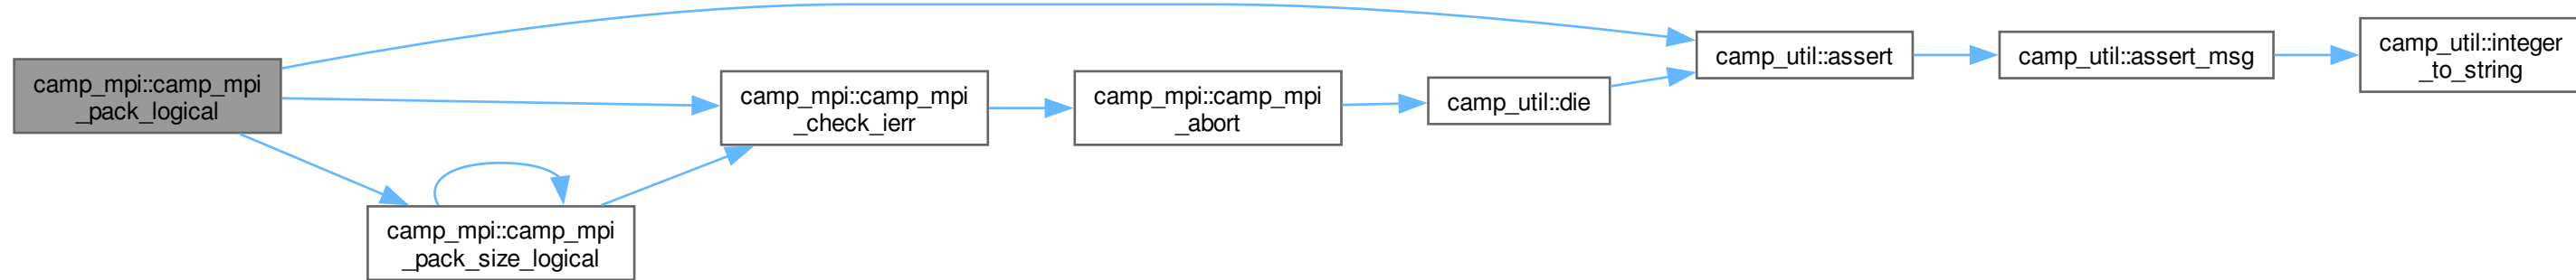 camp_mpi::camp_mpi
_pack_logical
camp_mpi::camp_mpi
_pack_size_logical
camp_mpi::camp_mpi
_check_ierr
camp_mpi::camp_mpi
_abort
camp_util::die
camp_util::assert
camp_util::assert_msg
camp_util::integer
_to_string